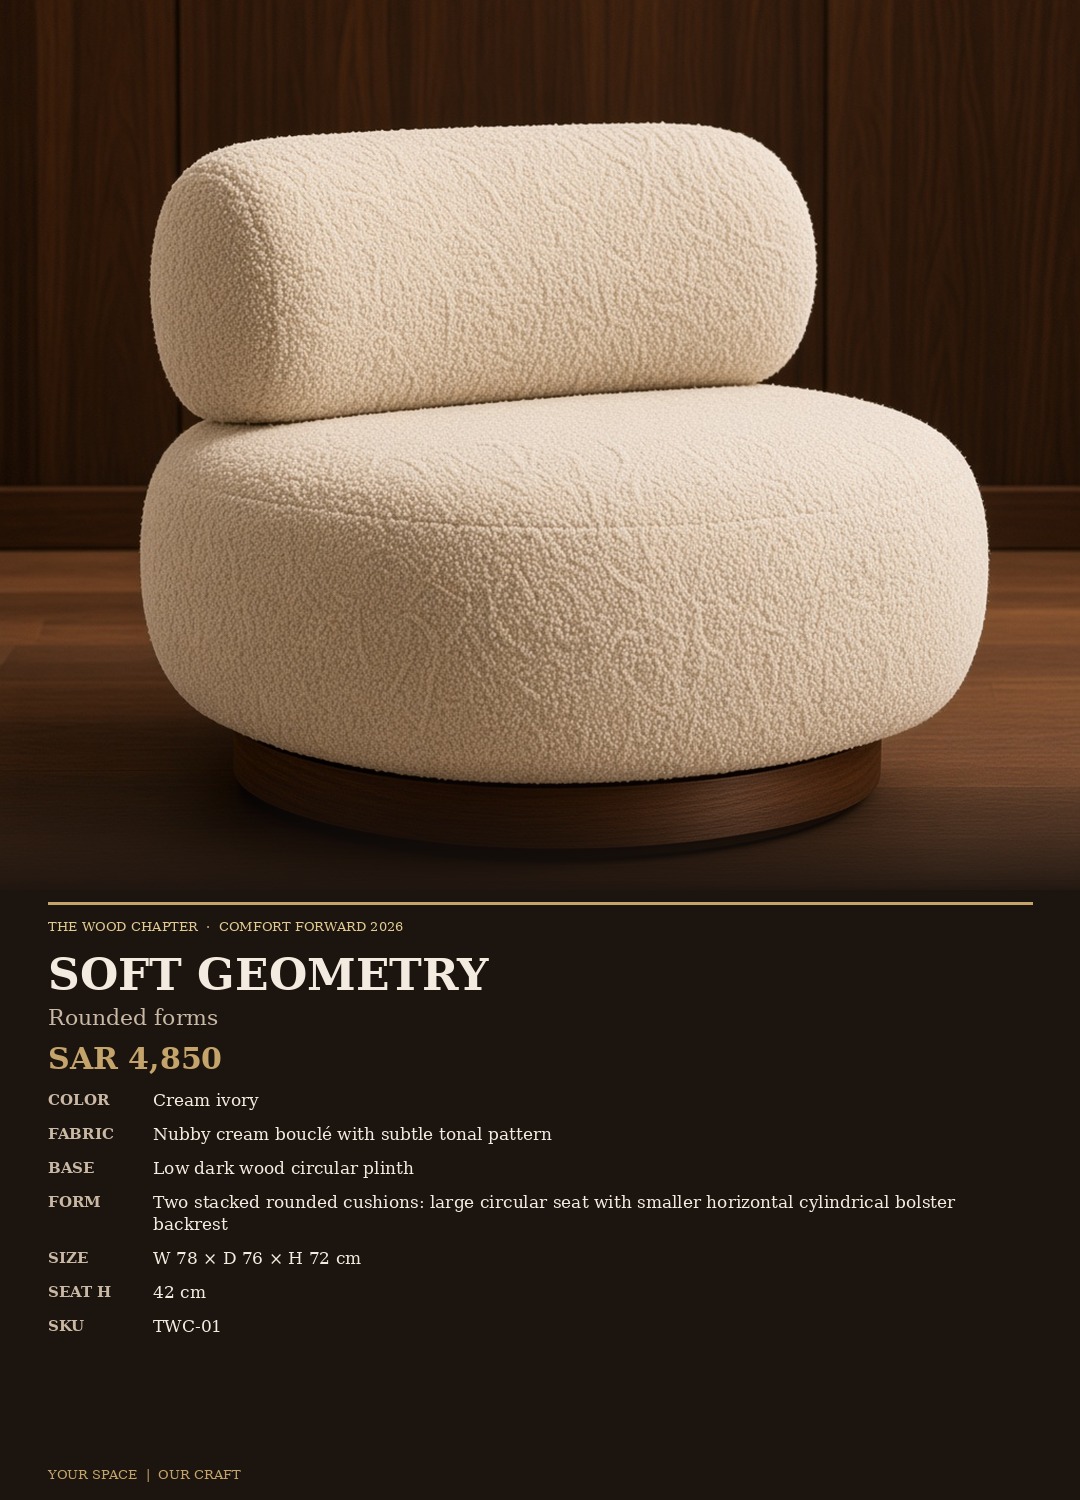 THE WOOD CHAPTER · COMFORT FORWARD 2026
SOFT GEOMETRY
Rounded forms
SAR 4,850
COLOR Cream ivory
FABRIC Nubby cream bouclé with subtle tonal pattern
BASE Low dark wood circular plinth
FORM Two stacked rounded cushions: large circular seat with smaller horizontal cylindrical bolster
backrest
SIZE W 78 × D 76 × H 72 cm
SEAT H 42 cm
SKU TWC-01
YOUR SPACE | OUR CRAFT